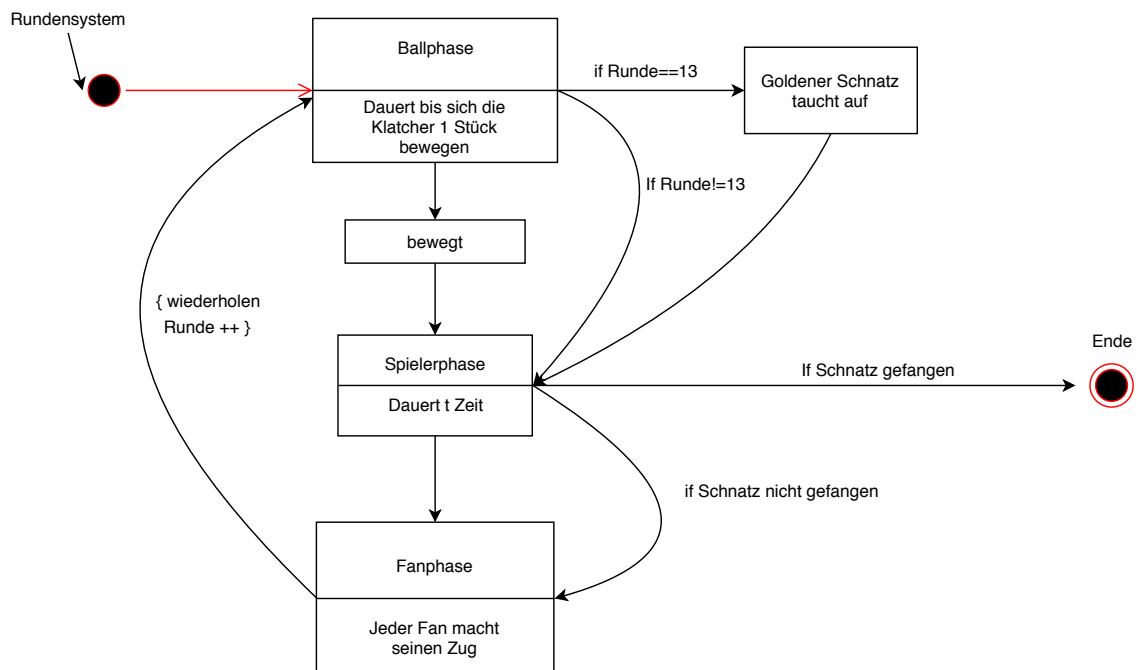 Rundensystem
Ballphase
if Runde==13
Goldener Schnatz
taucht auf
Dauert bis sich die
Klatcher 1 Stück
bewegen
If Runde!=13
bewegt
{ wiederholen
Runde ++ }
Spielerphase
Dauert t Zeit
If Schnatz gefangen
Ende
if Schnatz nicht gefangen
Fanphase
Jeder Fan macht
seinen Zug